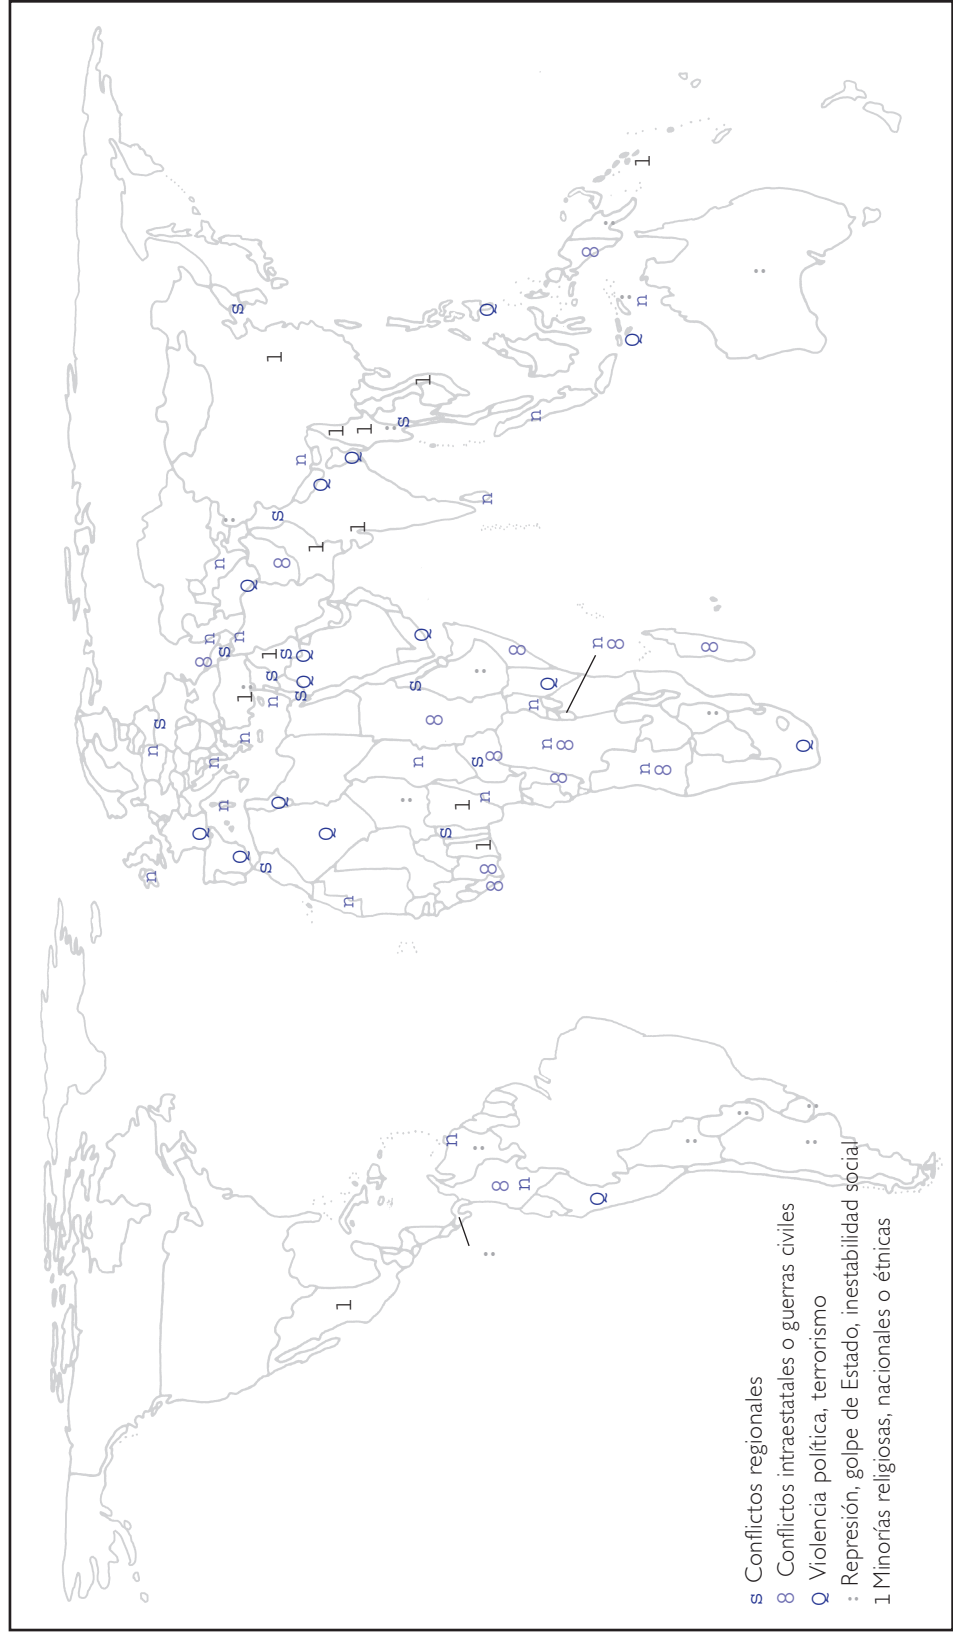 s Conflictos regionales
8 Conflictos intraestatales o guerras civiles
Q Violencia política, terrorismo
: Represión, golpe de Estado, inestabilidad social
1 Minorías religiosas, nacionales o étnicas